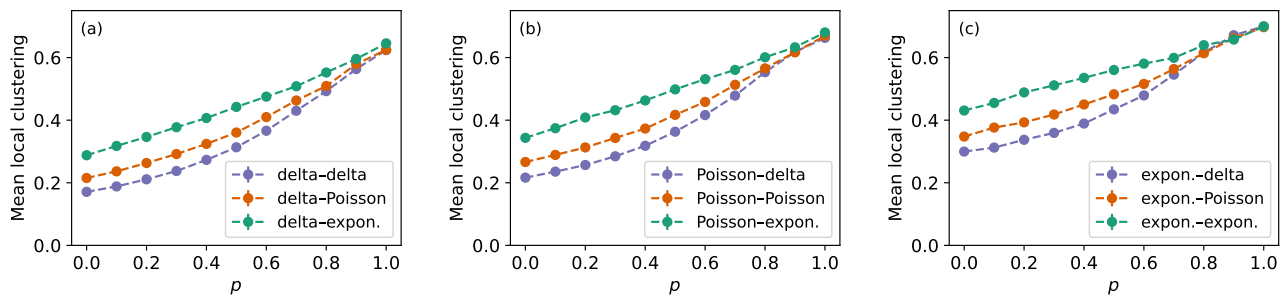 (a)
Mean local clustering
0.6
0.4
0.2
0.0
delta–delta
delta–Poisson
delta–expon.
0.0 0.2 0.4 0.6 0.8 1.0
p
(b)
Mean local clustering
0.6
0.4
0.2
0.0
Poisson–delta
Poisson–Poisson
Poisson–expon.
0.0 0.2 0.4 0.6 0.8 1.0
p
(c)
Mean local clustering
0.6
0.4
0.2
0.0
expon.–delta
expon.–Poisson
expon.–expon.
0.0 0.2 0.4 0.6 0.8 1.0
p